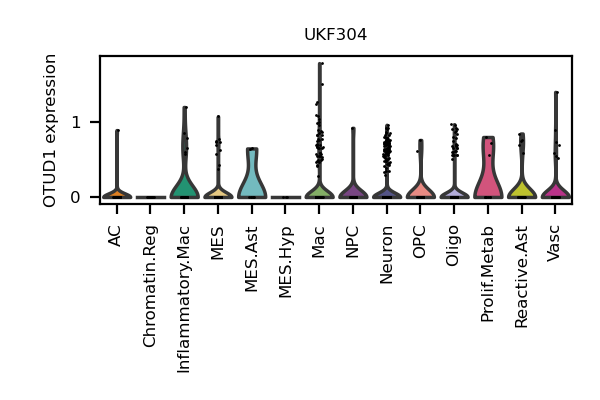 UKF304
OTUD1 expression
1
0
AC
Chromatin.Reg
Inflammatory.Mac
MES
MES.Ast
MES.Hyp
Mac
NPC
Neuron
OPC
Oligo
Prolif.Metab
Reactive.Ast
Vasc